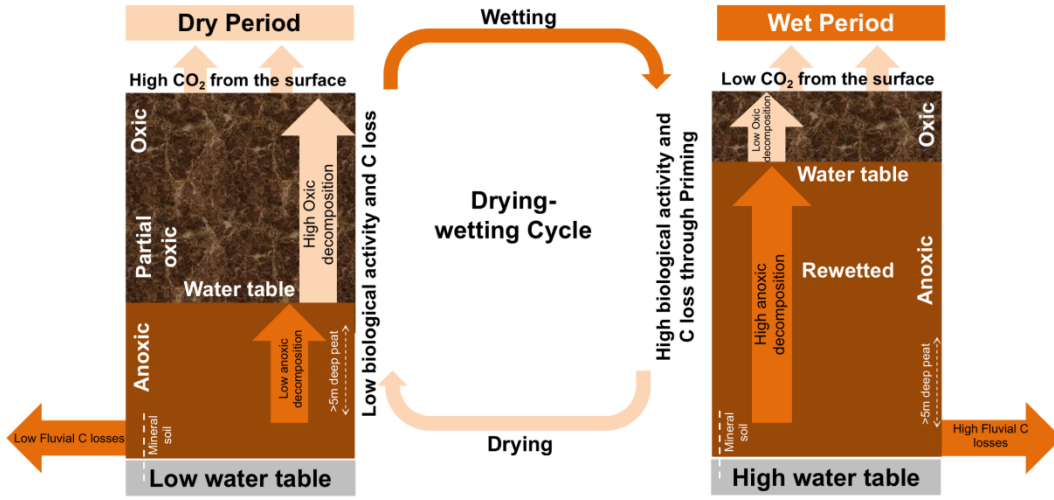 Dry Period
High CO₂ from the surface
Oxic
Partial
oxic
High Oxic
decomposition
Water table
Anoxic
Low anoxic
decomposition
>5m deep peat
Mineral
soil
Low Fluvial C losses
Low water table
Low biological activity and C loss
Wetting
Drying-
wetting Cycle
Drying
High biological activity and
C loss through Priming
Wet Period
Low CO₂ from the surface
Low Oxic
decomposition
Oxic
Water table
Rewetted
High anoxic
decomposition
Anoxic
>5m deep peat
Mineral
soil
High Fluvial C
losses
High water table